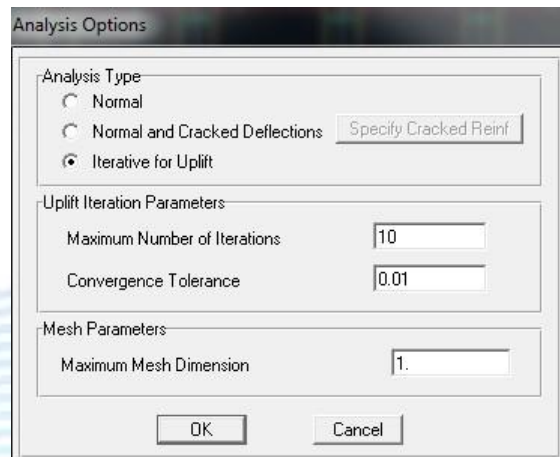 Analysis Options
Analysis Type
Normal
Normal and Cracked Deflections
Specify Cracked Reinf
Iterative for Uplift
Uplift Iteration Parameters
Maximum Number of Iterations
10
Convergence Tolerance
0.01
Mesh Parameters
Maximum Mesh Dimension
1.
OK
Cancel